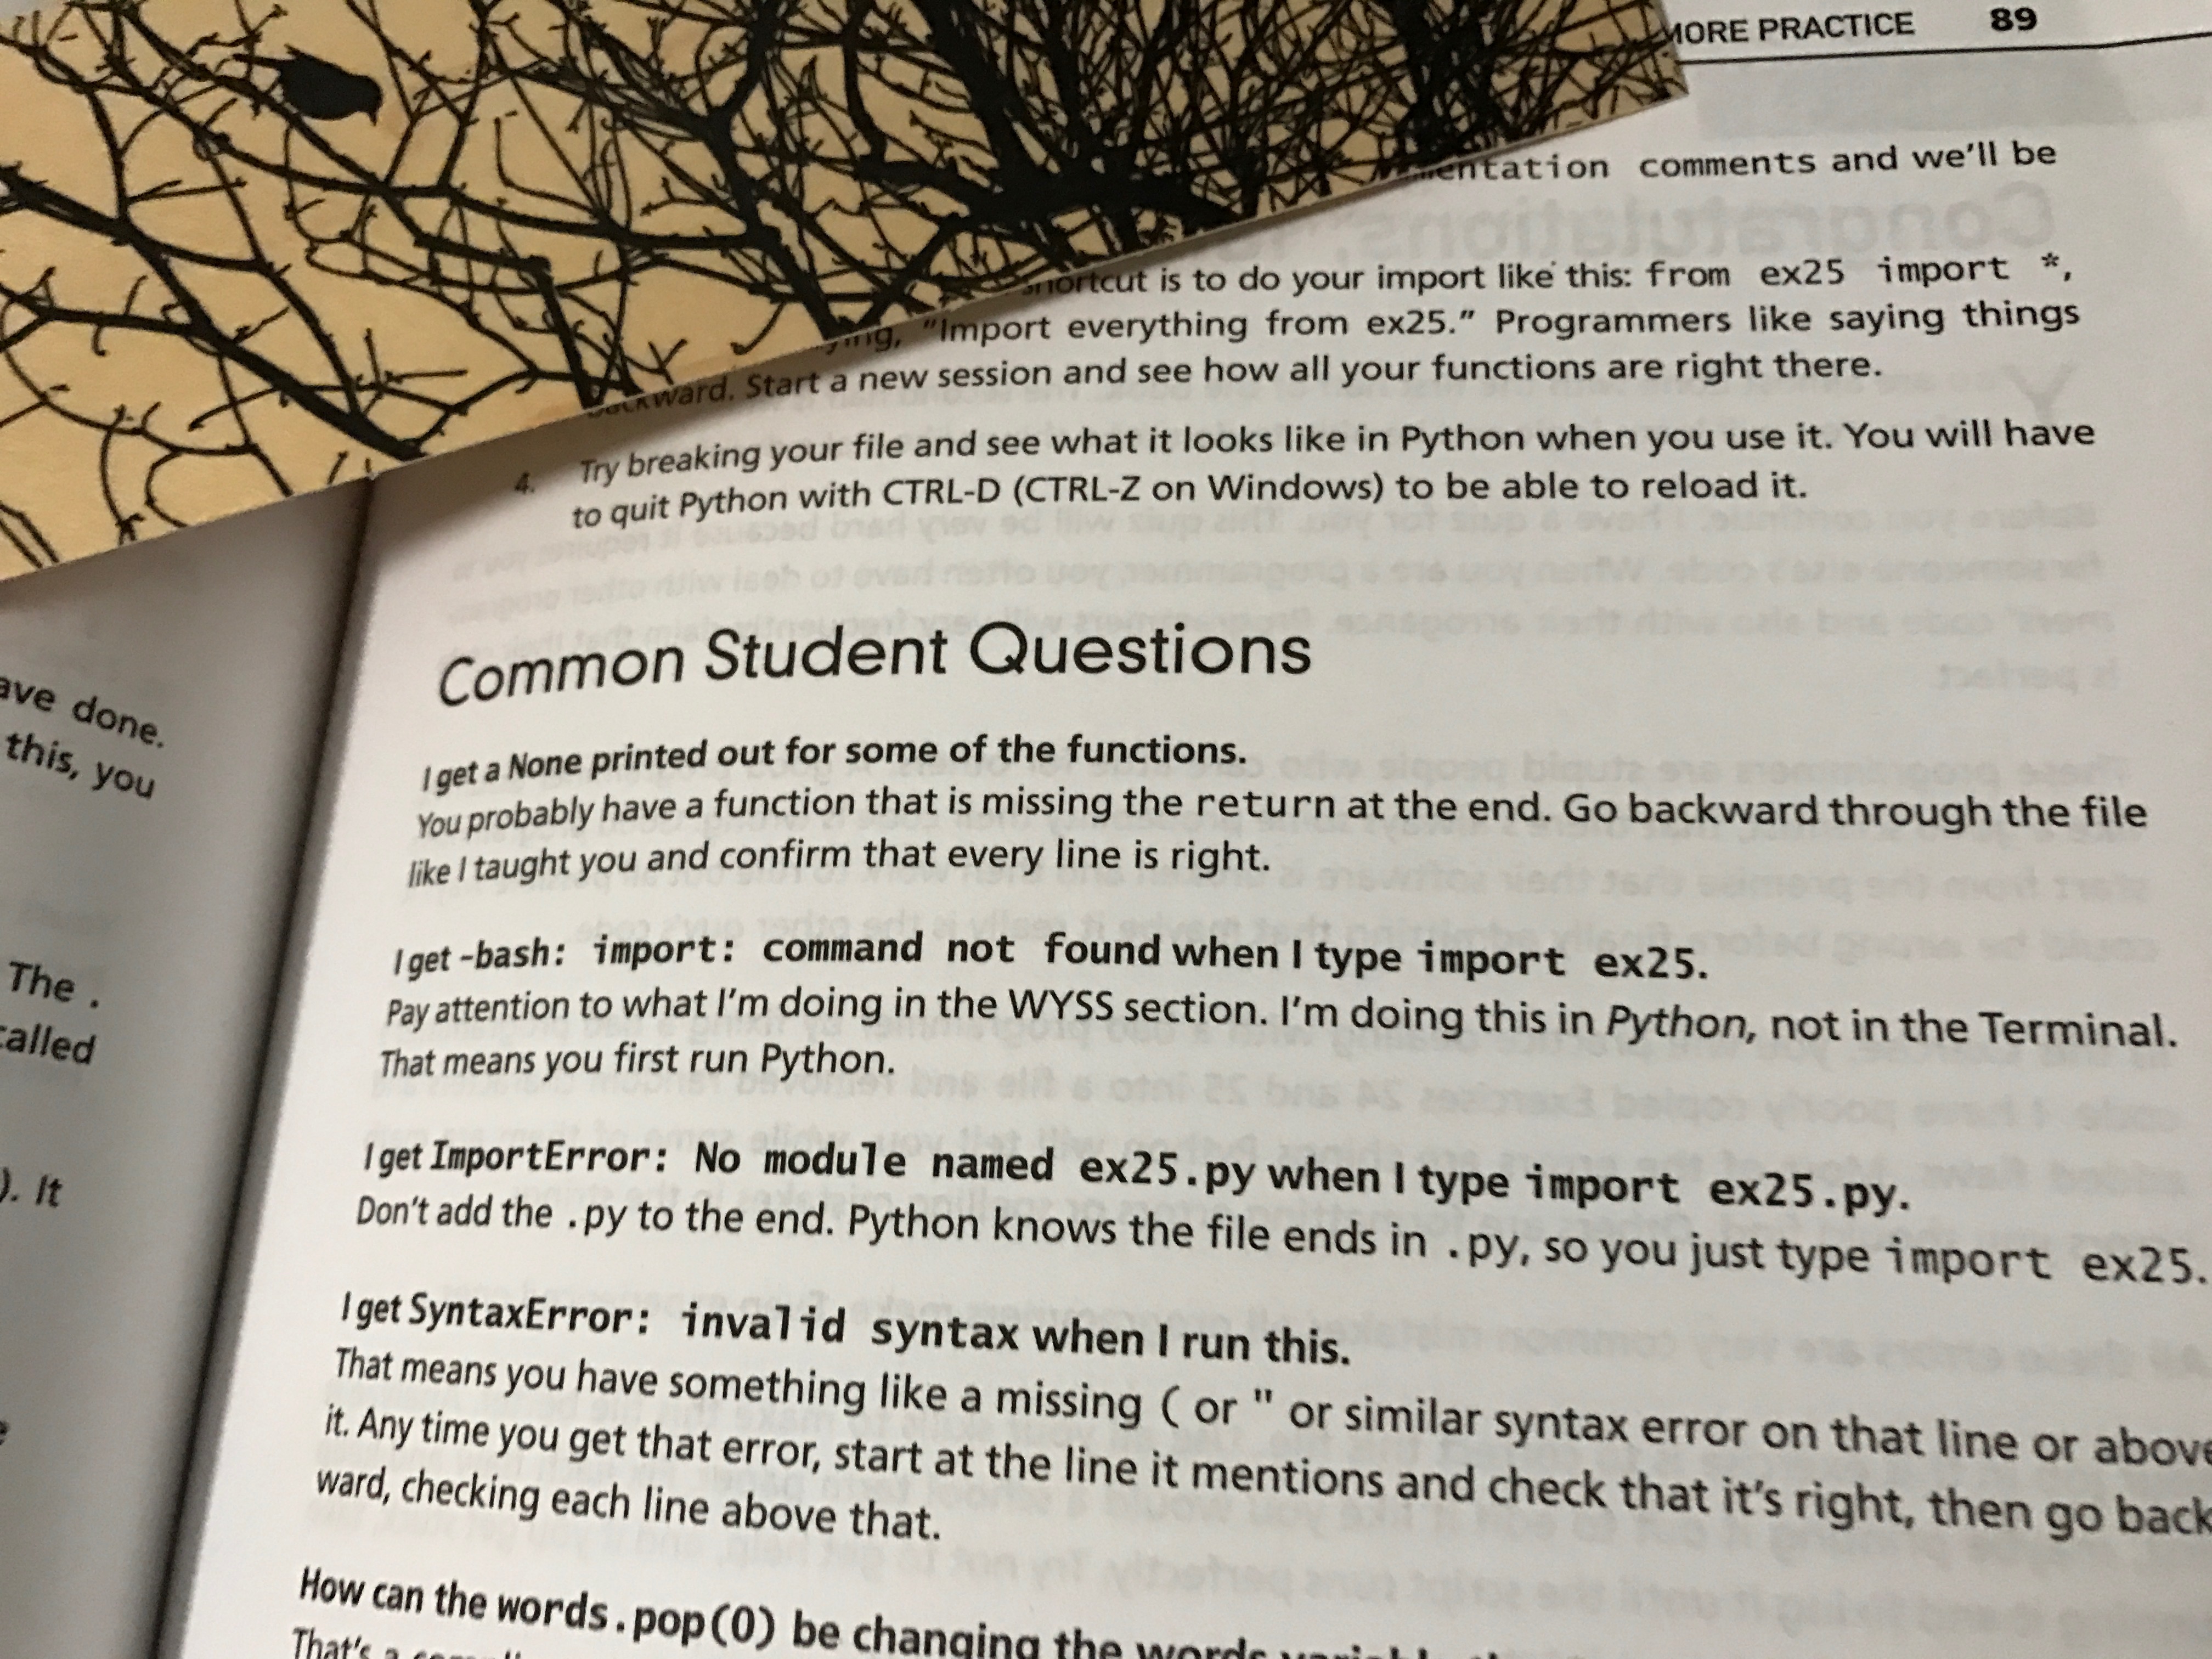 ave done.
this, you
The
called
). It
MORE PRACTICE 89
comments and we'll be
shortcut is to do your import like this: from ex25 import *,
"Import everything from ex25." Programmers like saying things
backward. Start a new session and see how all your functions are right there.
4. Try breaking your file and see what it looks like in Python when you use it. You will have
to quit Python with CTRL-D (CTRL-Z on Windows) to be able to reload it.
Common Student Questions
I get a None printed out for some of the functions.
You probably have a function that is missing the return at the end. Go backward through the file
like I taught you and confirm that every line is right.
I get -bash: import: command not found when I type import ex25.
Pay attention to what I'm doing in the WYSS section. I'm doing this in Python, not in the Terminal.
That means you first run Python.
I get ImportError: No module named ex25.py when I type import ex25.py.
Don't add the .py to the end. Python knows the file ends in .py, so you just type import ex25.
I get SyntaxError: invalid syntax when I run this.
That means you have something like a missing ( or " or similar syntax error on that line or above
it. Any time you get that error, start at the line it mentions and check that it's right, then go back
ward, checking each line above that.
How can the words.pop(0) be changing the words
That's a